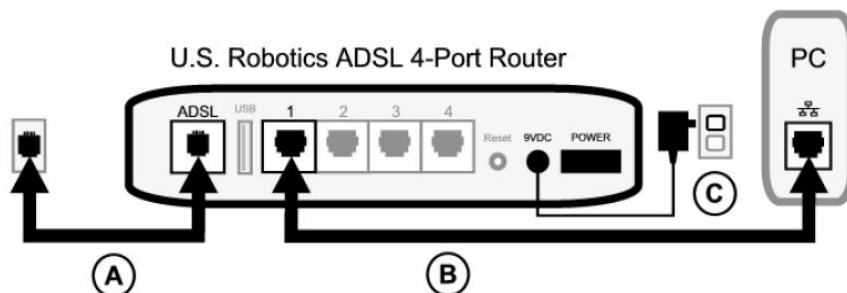 U.S. Robotics ADSL 4-Port Router
PC
ADSL
USB
1
2
3
4
Reset
9VDC
POWER
A
B
C